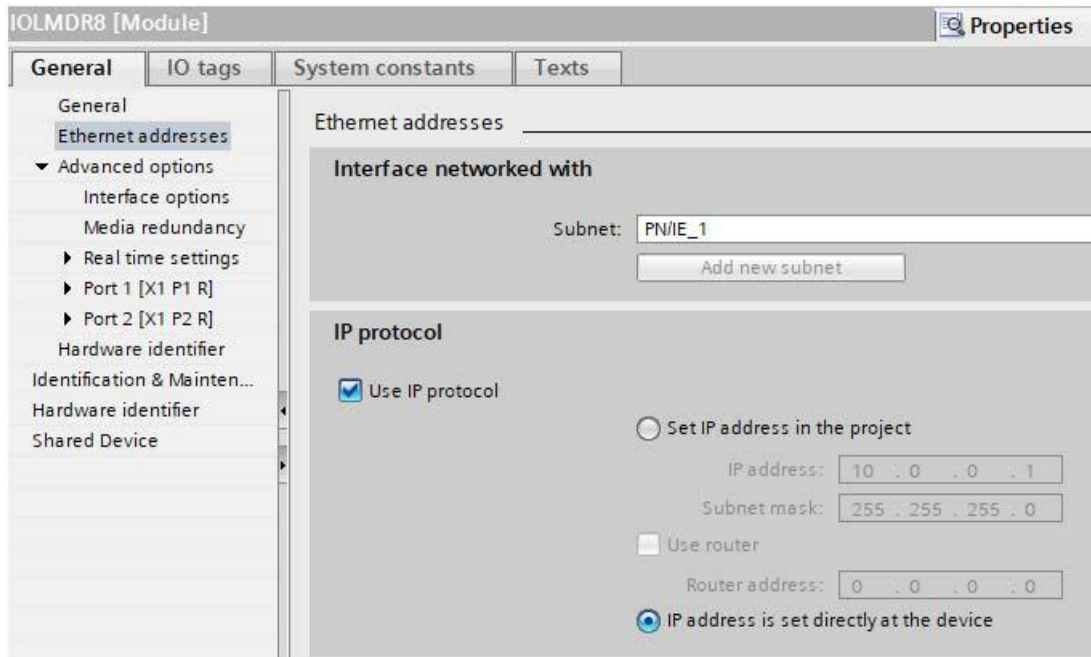 IOLMDR8 [Module]
Properties
General
IO tags
System constants
Texts
General
Ethernet addresses
Advanced options
Interface options
Media redundancy
Real time settings
Port 1 [X1 P1 R]
Port 2 [X1 P2 R]
Hardware identifier
Identification & Mainten...
Hardware identifier
Shared Device
Ethernet addresses
Interface networked with
Subnet: PN/IE_1
Add new subnet
IP protocol
Use IP protocol
Set IP address in the project
IP address: 10 . 0 . 0 . 1
Subnet mask: 255 . 255 . 255 . 0
Use router
Router address: 0 . 0 . 0 . 0
IP address is set directly at the device